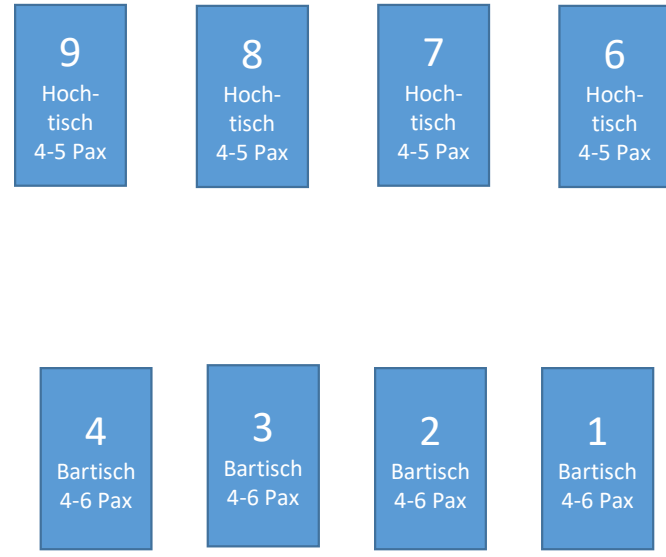 9
Hoch-
tisch
4-5 Pax
8
Hoch-
tisch
4-5 Pax
7
Hoch-
tisch
4-5 Pax
6
Hoch-
tisch
4-5 Pax
4
Bartisch
4-6 Pax
3
Bartisch
4-6 Pax
2
Bartisch
4-6 Pax
1
Bartisch
4-6 Pax